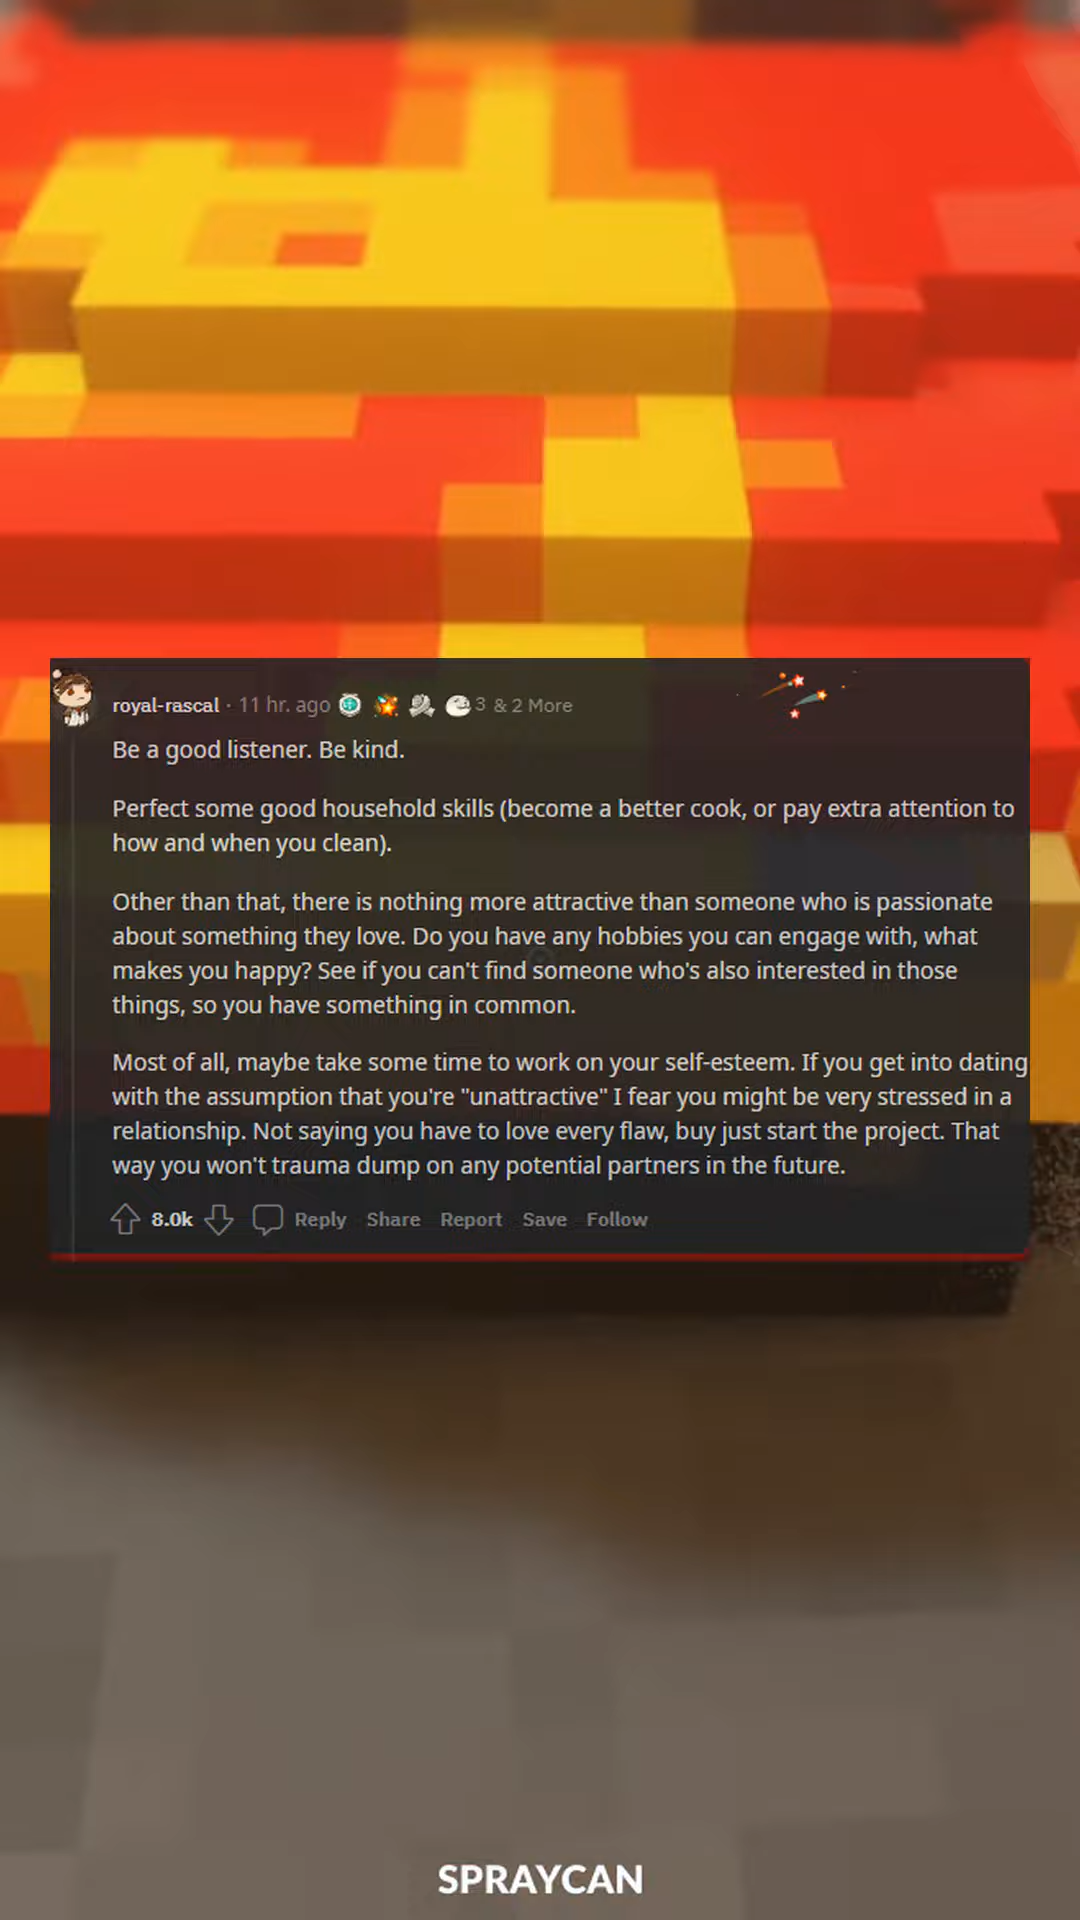 royal-rascal · 11 hr. ago 3 & 2 More
Be a good listener. Be kind.
Perfect some good household skills (become a better cook, or pay extra attention to
how and when you clean).
Other than that, there is nothing more attractive than someone who is passionate
about something they love. Do you have any hobbies you can engage with, what
makes you happy? See if you can't find someone who's also interested in those
things, so you have something in common.
Most of all, maybe take some time to work on your self-esteem. If you get into dating
with the assumption that you're "unattractive" I fear you might be very stressed in a
relationship. Not saying you have to love every flaw, buy just start the project. That
way you won't trauma dump on any potential partners in the future.
8.0k Reply Share Report Save Follow
SPRAYCAN